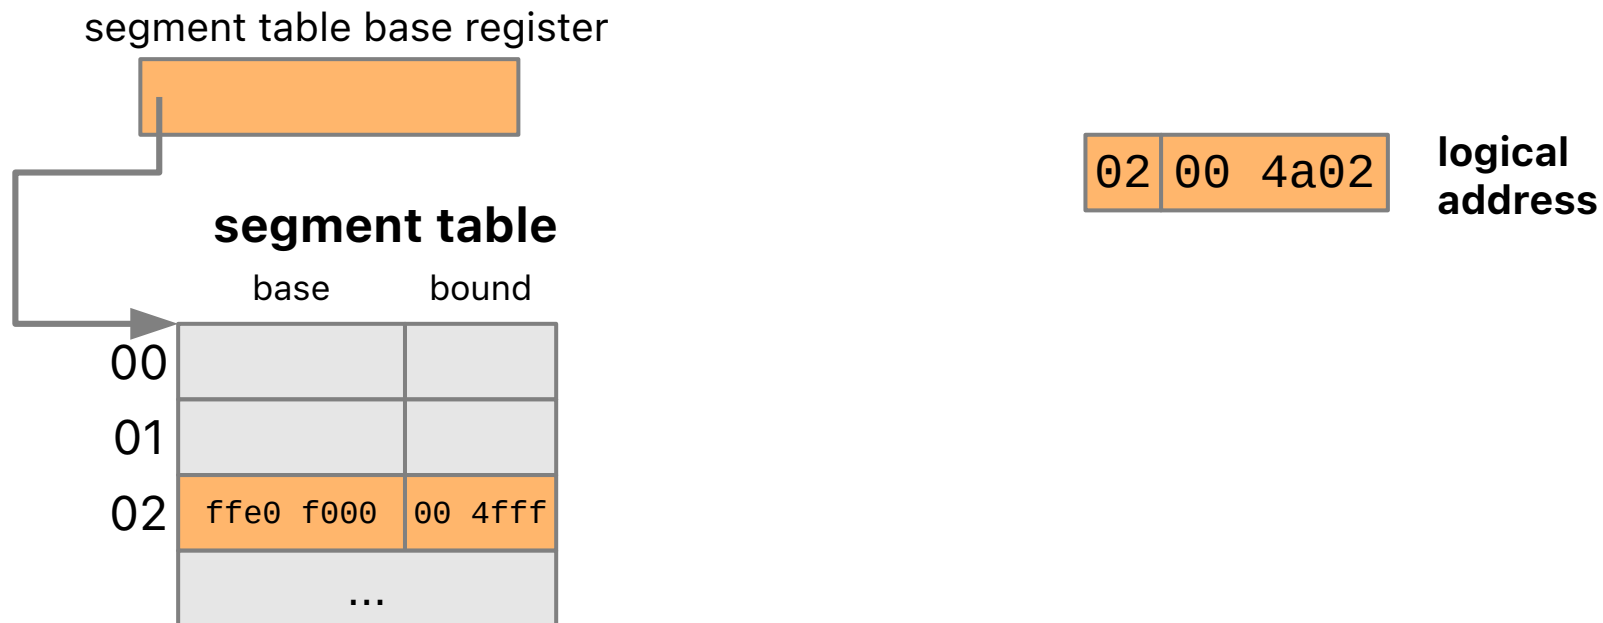 segment table base register
02 00 4a02
logical
address
segment table
base bound
00
01
02 ffe0 f000 00 4fff
...